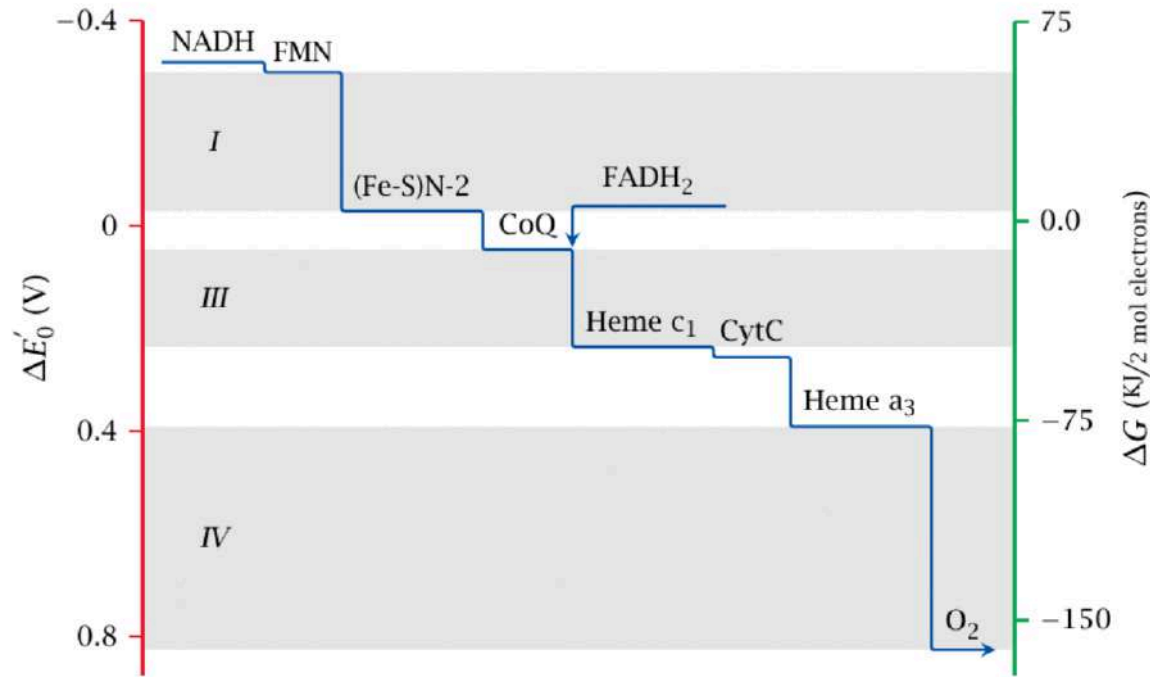 −0.4
75
NADH
FMN
I
(Fe-S)N-2
FADH₂
0
CoQ
0.0
III
Heme c₁
CytC
Heme a₃
0.4
−75
IV
0.8
O₂
−150
ΔE′₀ (V)
ΔG (KJ/2 mol electrons)